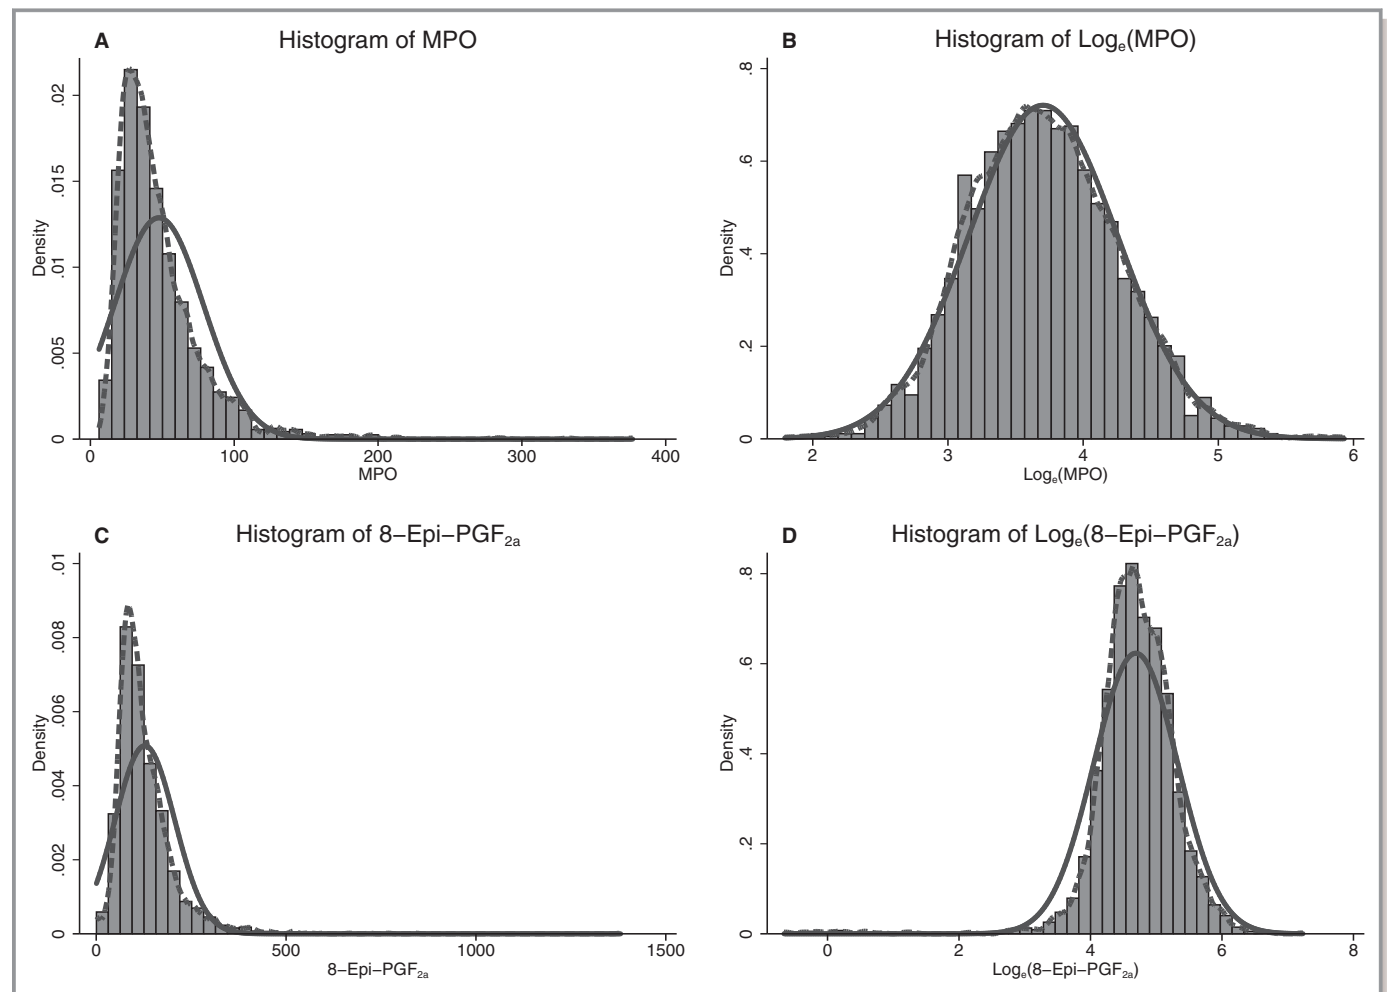 A Histogram of MPO
.02
.015
.01
.005
0
Density
0 100 200 300 400
MPO
B Histogram of Logₑ(MPO)
.8
.6
.4
.2
0
Density
2 3 4 5 6
Logₑ(MPO)
C Histogram of 8–Epi–PGF₂ₐ
.01
.008
.006
.004
.002
0
Density
0 500 1000 1500
8–Epi–PGF₂ₐ
D Histogram of Logₑ(8–Epi–PGF₂ₐ)
.8
.6
.4
.2
0
Density
0 2 4 6 8
Logₑ(8–Epi–PGF₂ₐ)